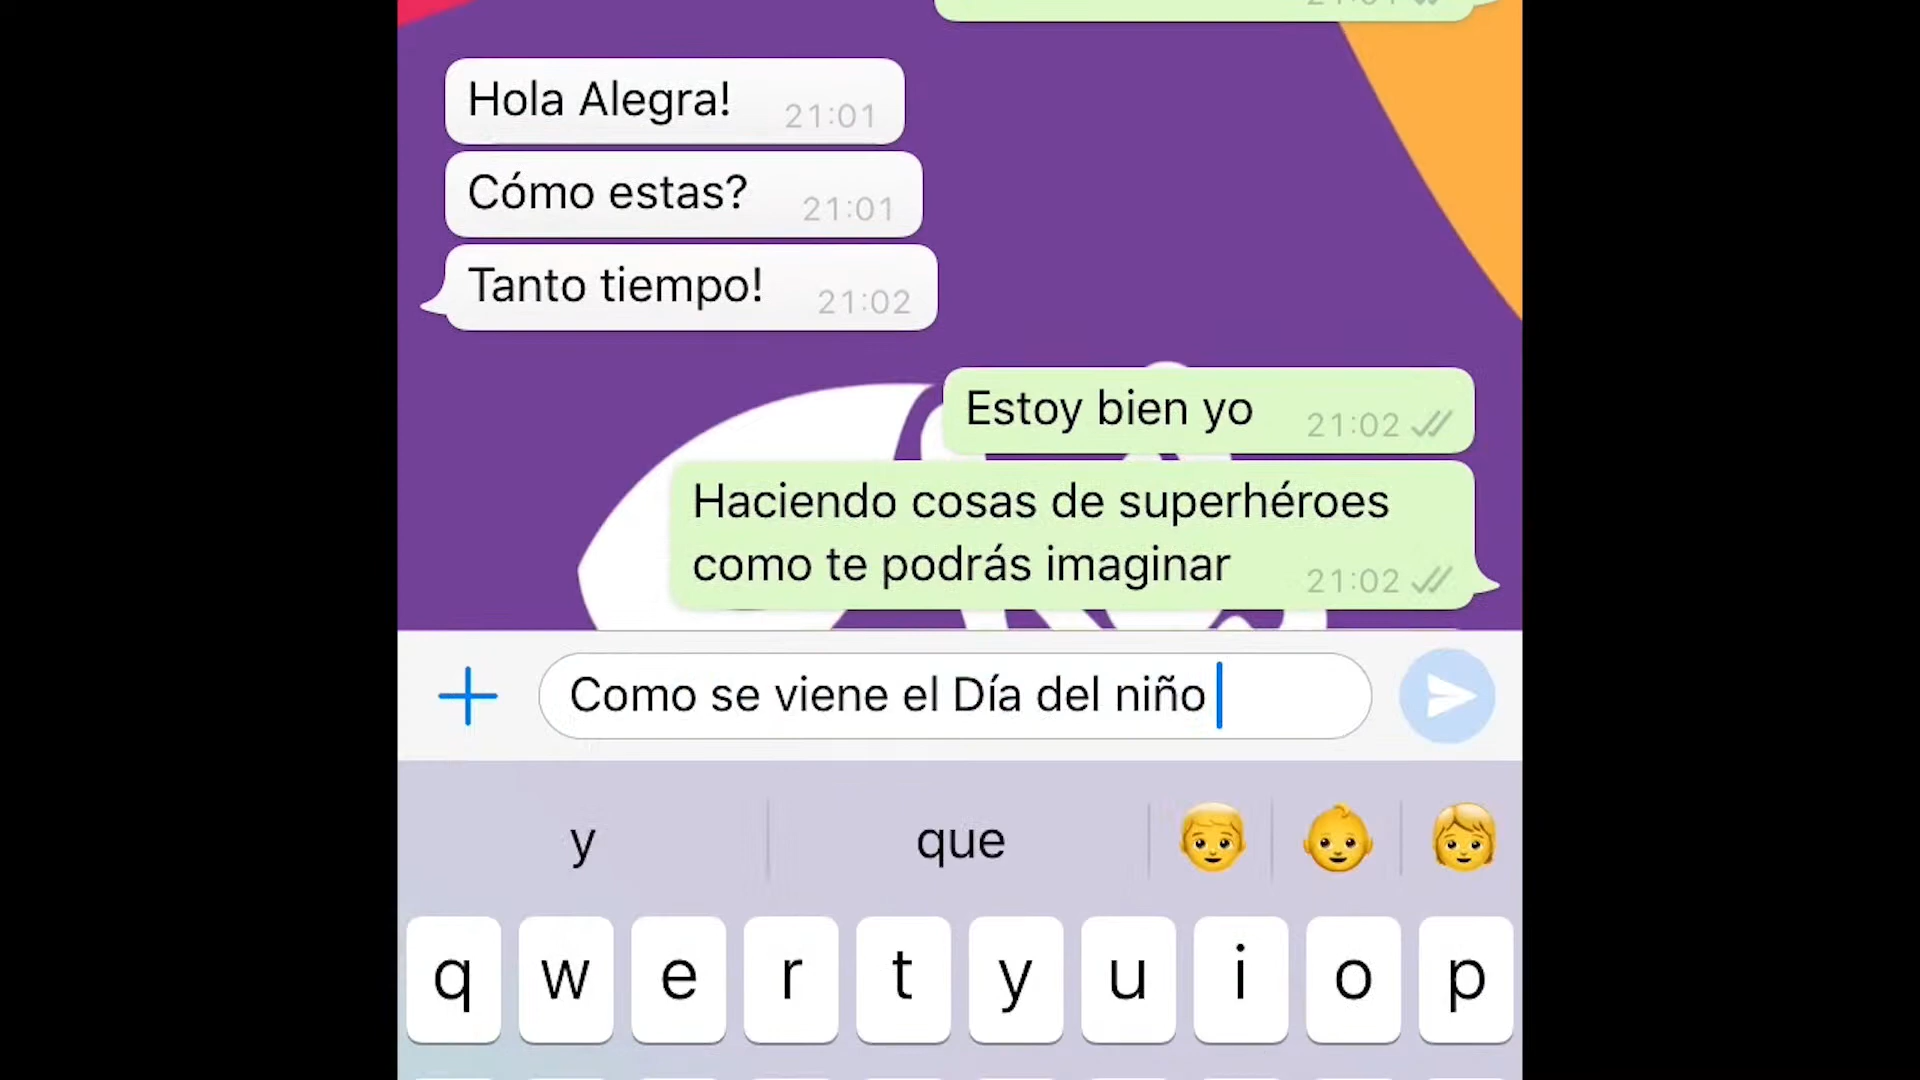 Hola Alegra! 21:01
Cómo estas? 21:01
Tanto tiempo! 21:02
Estoy bien yo 21:02
Haciendo cosas de superhéroes
como te podrás imaginar 21:02
Como se viene el Día del niño
y que
q w e r t y u i o p